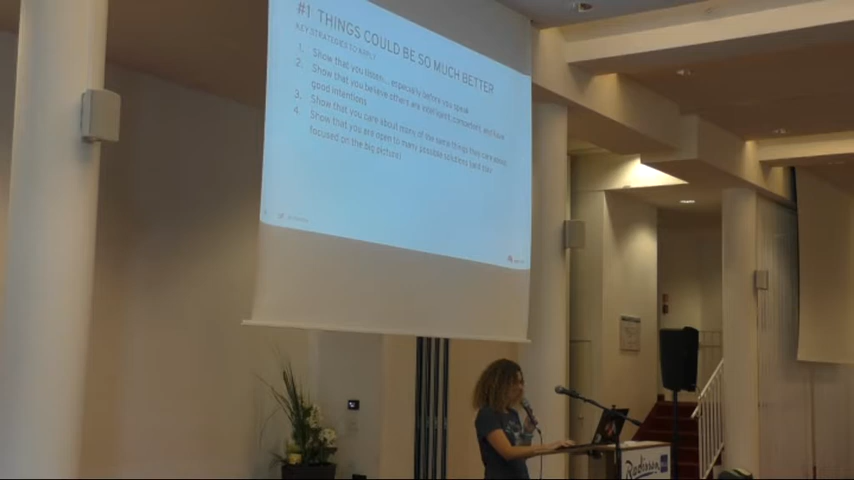 #1 THINGS COULD BE SO MUCH BETTER
KEY STRATEGIES TO APPLY
1. Show that you listen... especially before you speak
2. Show that you believe others are intelligent, competent, and have
good intentions
3. Show that you care about many of the same things they care about
4. Show that you are open to many possible solutions (and stay
focused on the big picture)
Radisson